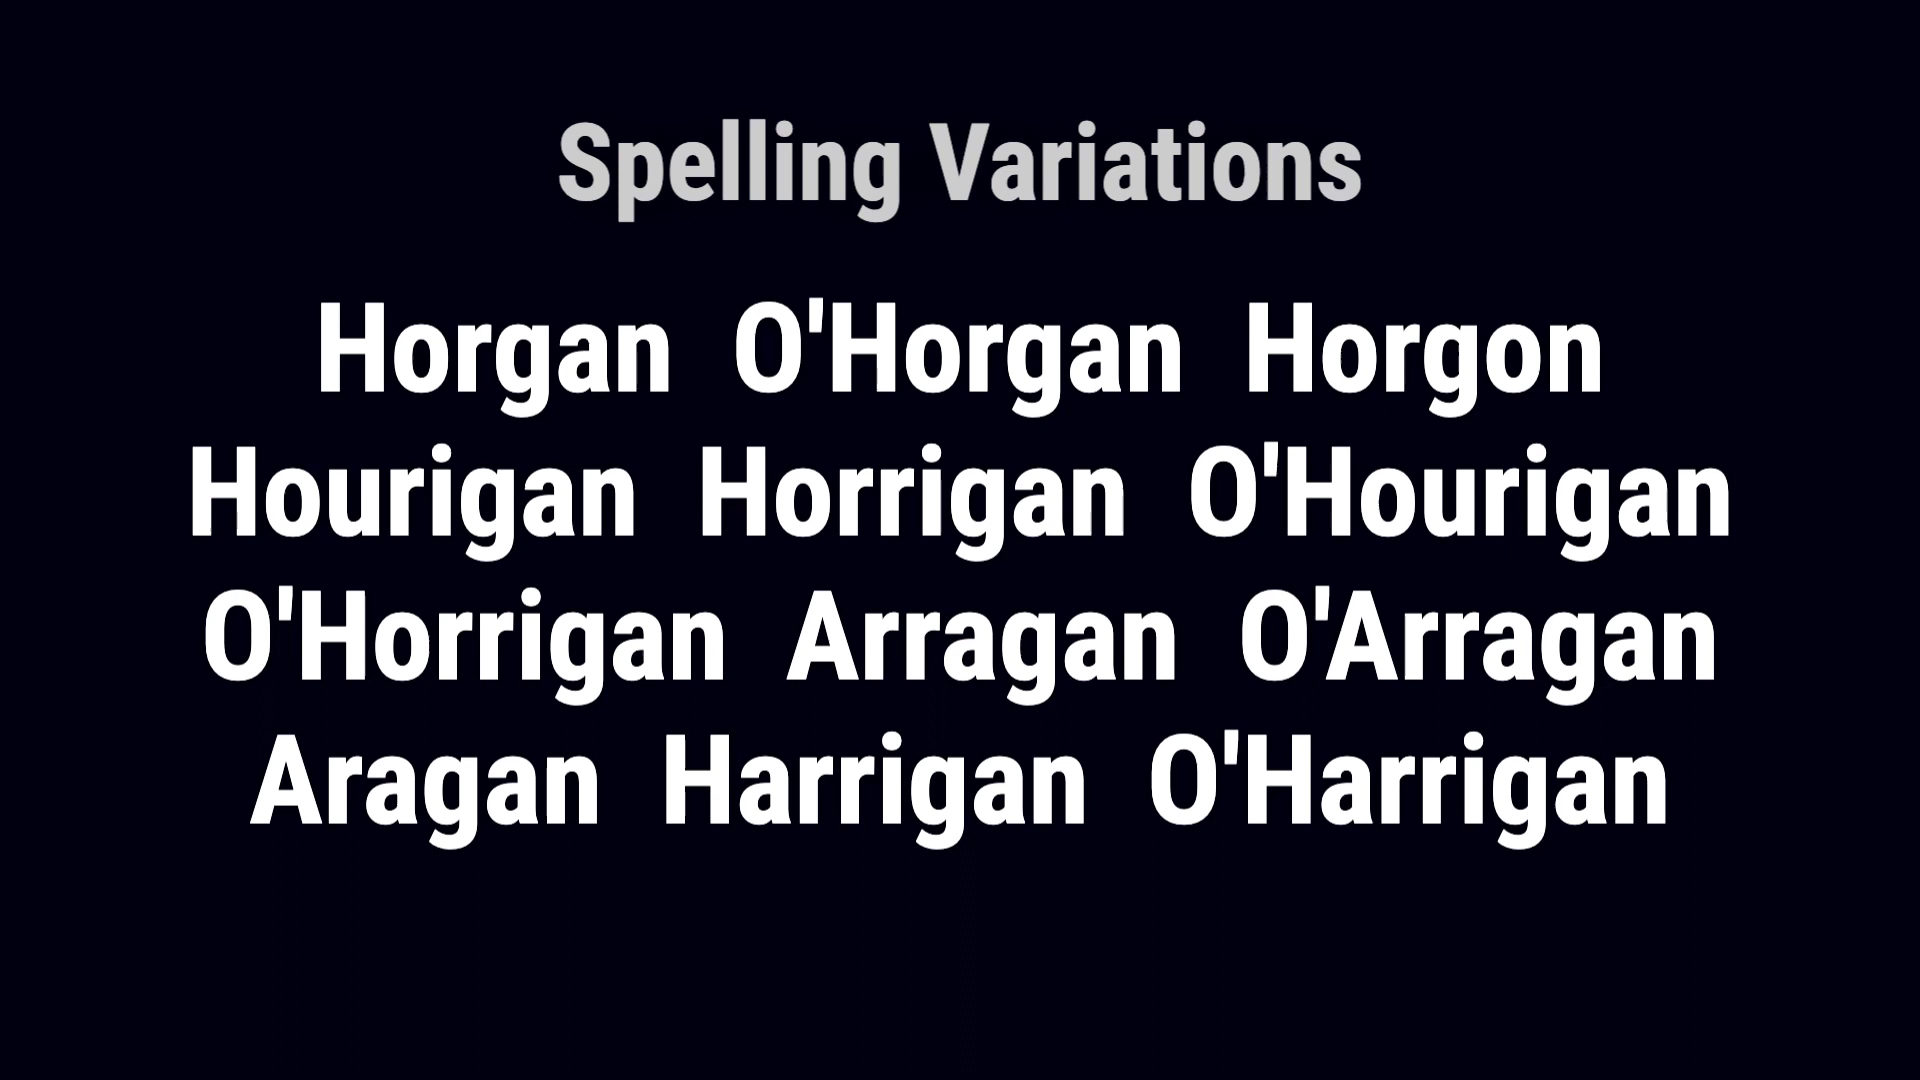 Spelling Variations
Horgan O'Horgan Horgon
Hourigan Horrigan O'Hourigan
O'Horrigan Arragan O'Arragan
Aragan Harrigan O'Harrigan